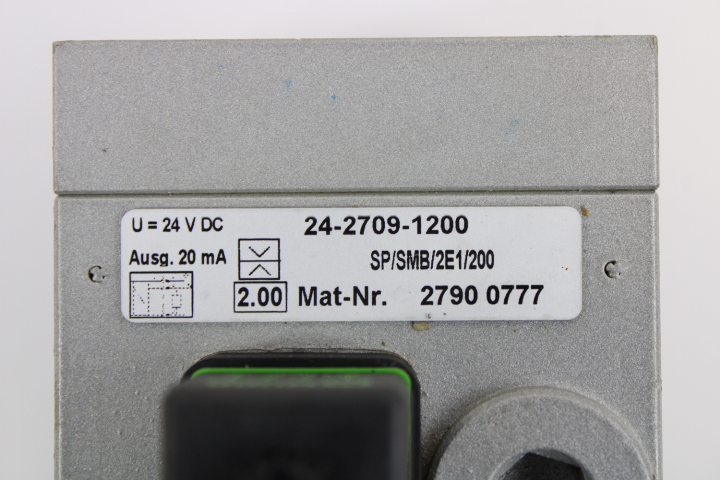 U = 24 V DC
24-2709-1200
Ausg. 20 mA
SP/SMB/2E1/200
2.00
Mat-Nr. 2790 0777